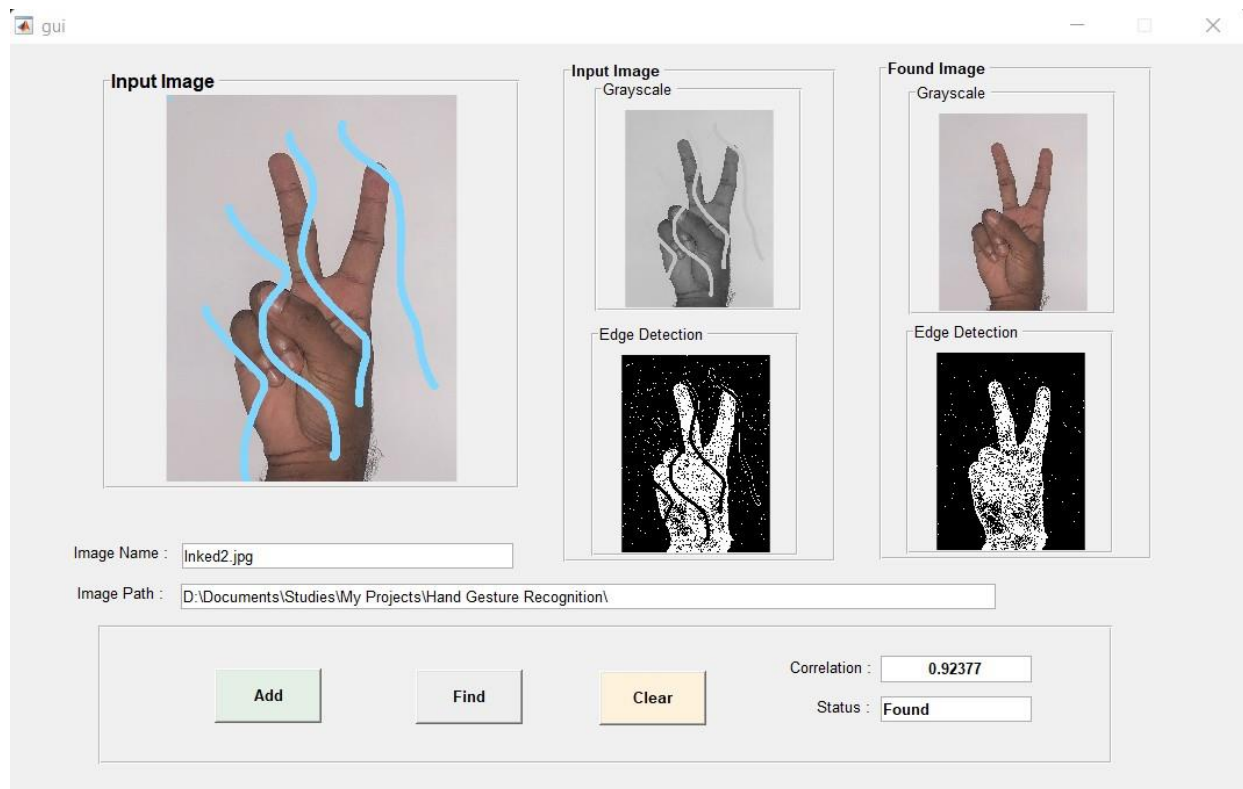 gui
Input Image
Input Image
Grayscale
Edge Detection
Found Image
Grayscale
Edge Detection
Image Name : Inked2.jpg
Image Path : D:\Documents\Studies\My Projects\Hand Gesture Recognition\
Add
Find
Clear
Correlation : 0.92377
Status : Found